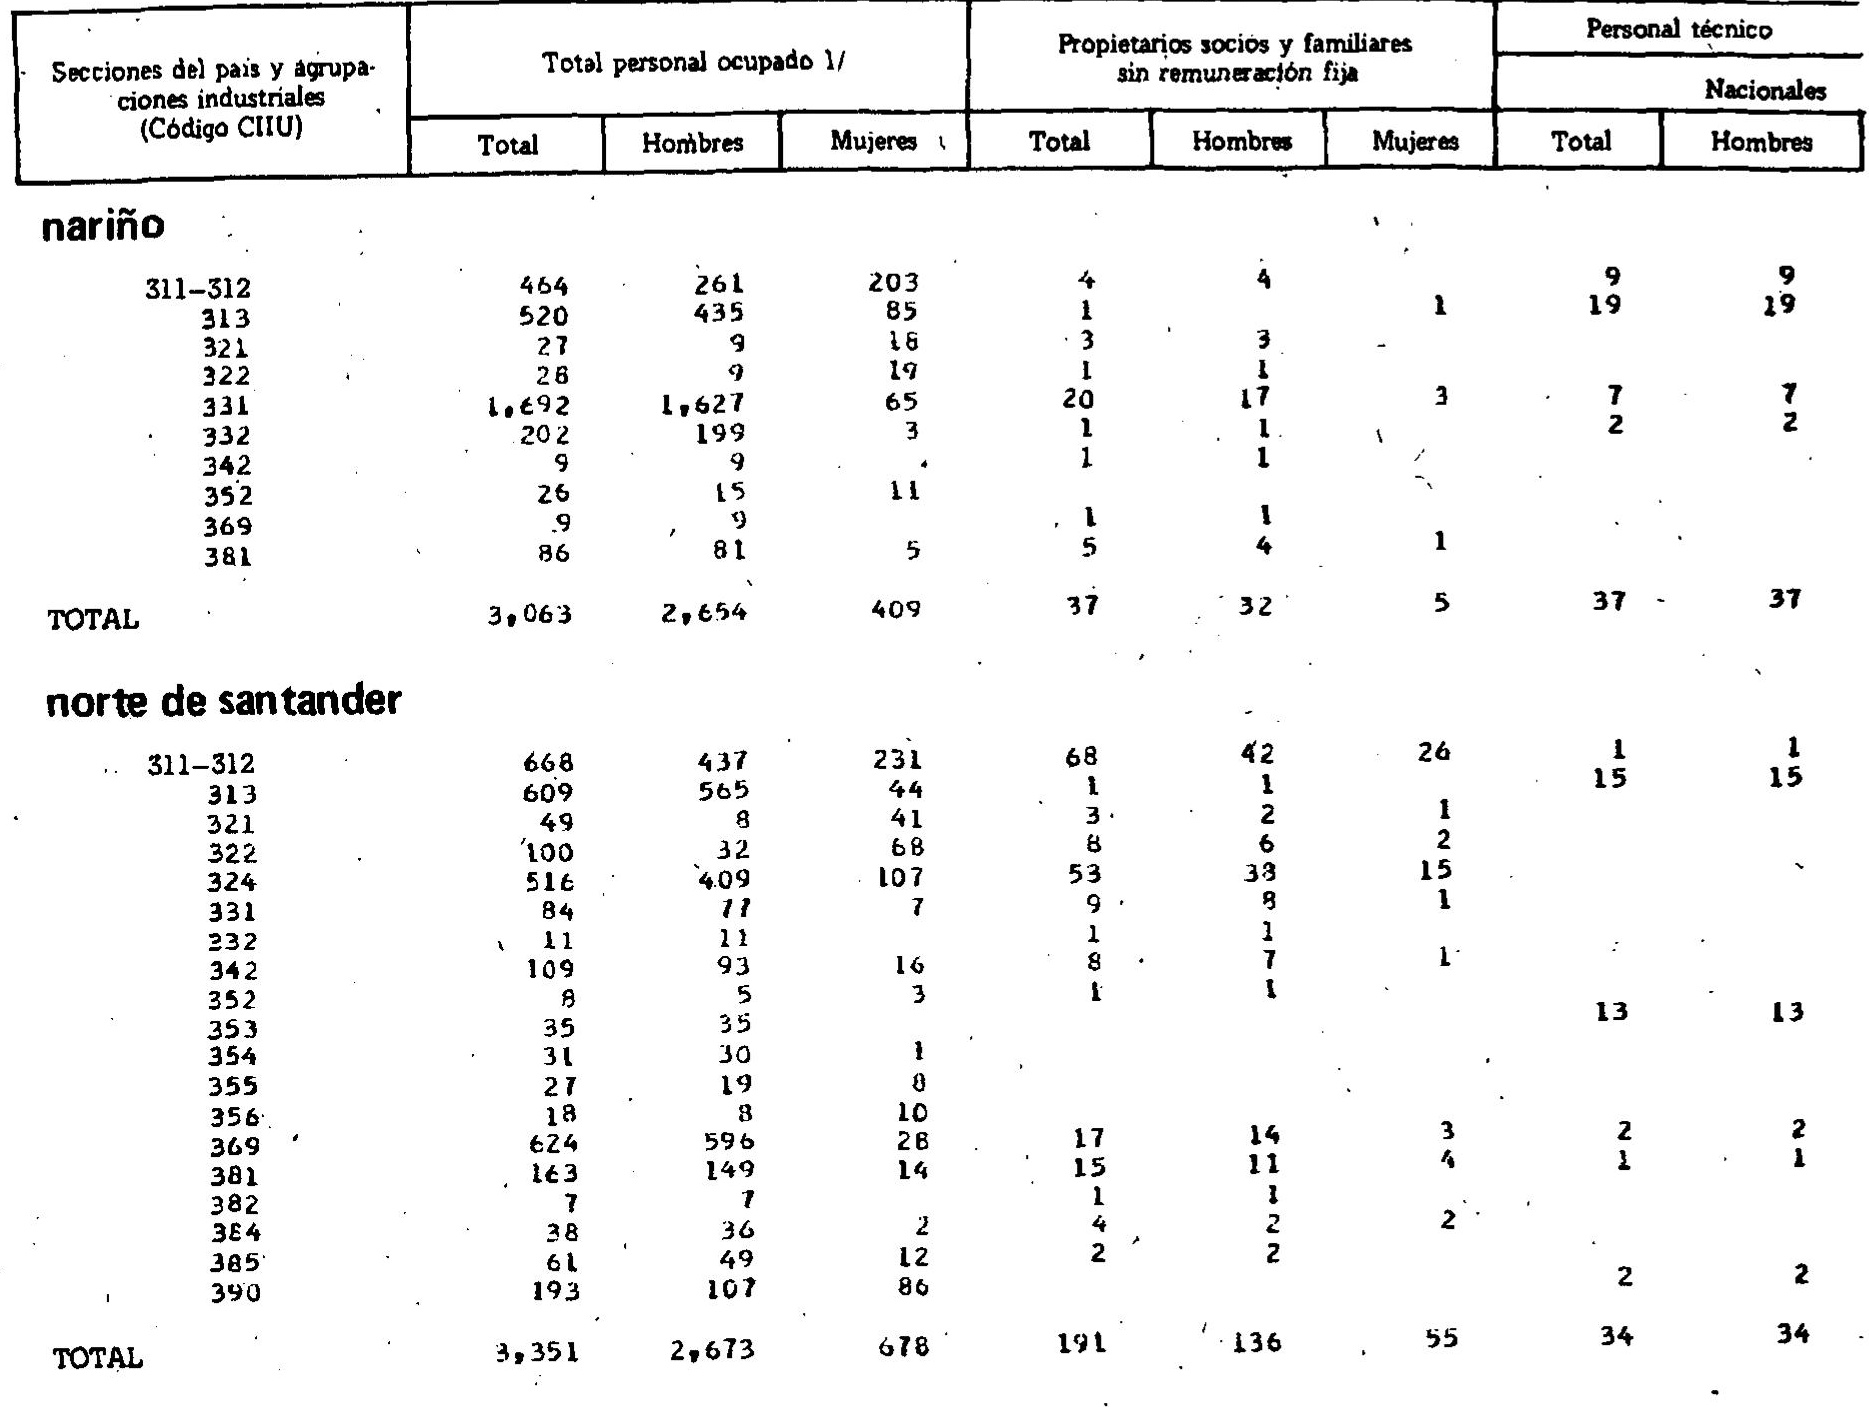 Secciones del país y agrupa-
ciones industriales
(Código CIIU)
Total personal ocupado 1/
Propietarios socios y familiares
sin remuneración fija
Personal técnico
Nacionales
Total Hombres Mujeres Total Hombres Mujeres Total Hombres
nariño
311-312 464 261 203 4 4 9 9
313 520 435 85 1 1 19 19
321 27 9 18 3 3
322 28 9 19 1 1
331 1,692 1,627 65 20 17 3 7 7
332 202 199 3 1 1 2 2
342 9 9 1 1
352 26 15 11
369 9 9 1 1
381 86 81 5 5 4 1
TOTAL 3,063 2,654 409 37 32 5 37 37
norte de santander
311-312 668 437 231 68 42 26 1 1
313 609 565 44 1 1 15 15
321 49 8 41 3 2 1
322 100 32 68 8 6 2
324 516 409 107 53 38 15
331 84 77 7 9 8 1
332 11 11 1 1
342 109 93 16 8 7 1
352 8 5 3 1 1
353 35 35 13 13
354 31 30 1
355 27 19 8
356 18 8 10
369 624 596 28 17 14 3 2 2
381 163 149 14 15 11 4 1 1
382 7 7 1 1
384 38 36 2 4 2 2
385 61 49 12 2 2
390 193 107 86 2 2
TOTAL 3,351 2,673 678 191 136 55 34 34